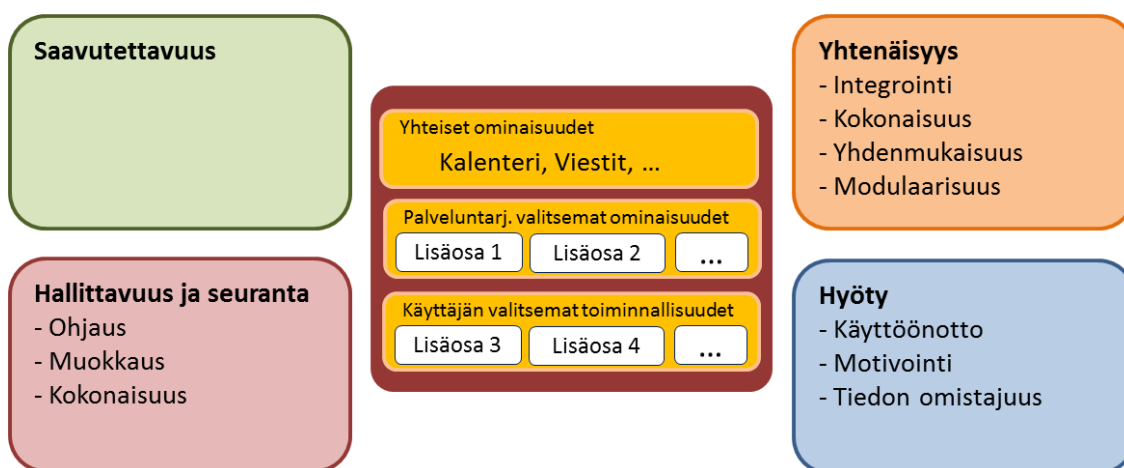 Saavutettavuus
Hallittavuus ja seuranta
- Ohjaus
- Muokkaus
- Kokonaisuus
Yhteiset ominaisuudet
Kalenteri, Viestit, ...
Palveluntarj. valitsemat ominaisuudet
Lisäosa 1 Lisäosa 2 ...
Käyttäjän valitsemat toiminnallisuudet
Lisäosa 3 Lisäosa 4 ...
Yhtenäisyys
- Integrointi
- Kokonaisuus
- Yhdenmukaisuus
- Modulaarisuus
Hyöty
- Käyttöönotto
- Motivointi
- Tiedon omistajuus